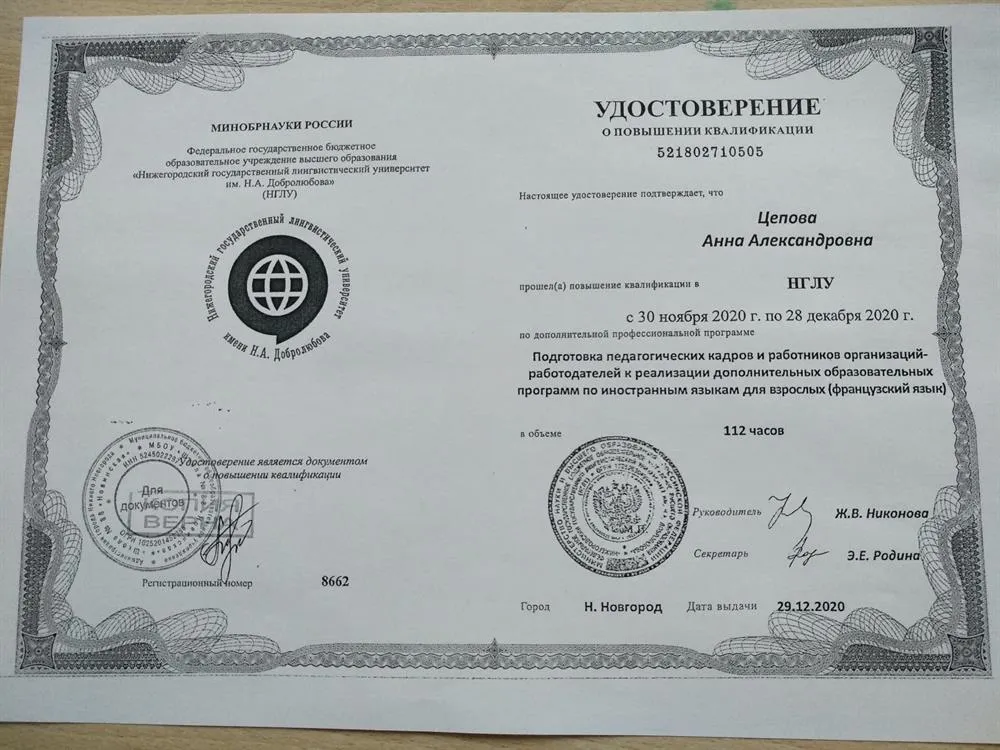 МИНОБРНАУКИ РОССИИ
Федеральное государственное бюджетное
образовательное учреждение высшего образования
«Нижегородский государственный лингвистический университет
им. Н.А. Добролюбова»
(НГЛУ)
Нижегородский государственный лингвистический университет
имени Н.А. Добролюбова
Удостоверение является документом
о повышении квалификации
Для
документов
КОПИЯ
ВЕРНА
Регистрационный номер 8662
УДОСТОВЕРЕНИЕ
О ПОВЫШЕНИИ КВАЛИФИКАЦИИ
521802710505
Настоящее удостоверение подтверждает, что
Цепова
Анна Александровна
прошел(а) повышение квалификации в НГЛУ
с 30 ноября 2020 г. по 28 декабря 2020 г.
по дополнительной профессиональной программе
Подготовка педагогических кадров и работников организаций-
работодателей к реализации дополнительных образовательных
программ по иностранным языкам для взрослых (французский язык)
в объеме 112 часов
Руководитель Ж.В. Никонова
Секретарь Э.Е. Родина
М.П.
Город Н. Новгород Дата выдачи 29.12.2020